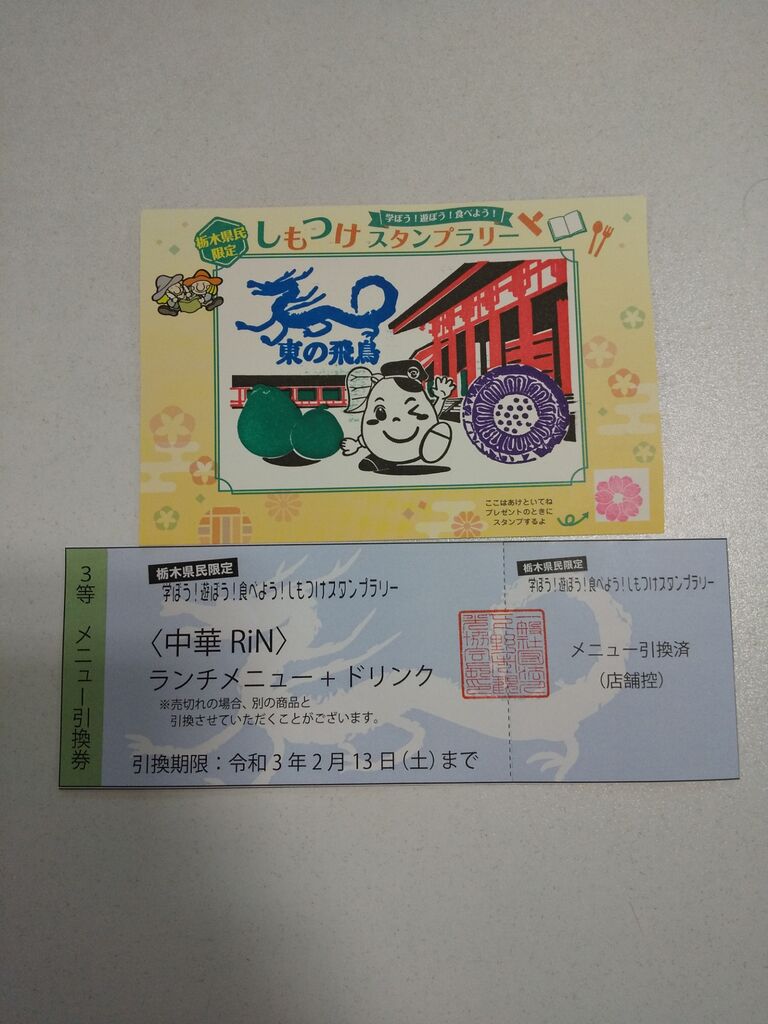 栃木県民
限定
学ぼう！遊ぼう！食べよう！
しもつけ スタンプラリー
東の飛鳥
ここはあけといてね
プレゼントのときに
スタンプするよ
3等 メニュー引換券
栃木県民限定
学ぼう！遊ぼう！食べよう！しもつけスタンプラリー
〈中華 RiN〉
ランチメニュー + ドリンク
※売切れの場合、別の商品と
引換させていただくことがございます。
引換期限：令和3年2月13日(土)まで
栃木県民限定
学ぼう！遊ぼう！食べよう！しもつけスタンプラリー
メニュー引換済
（店舗控）